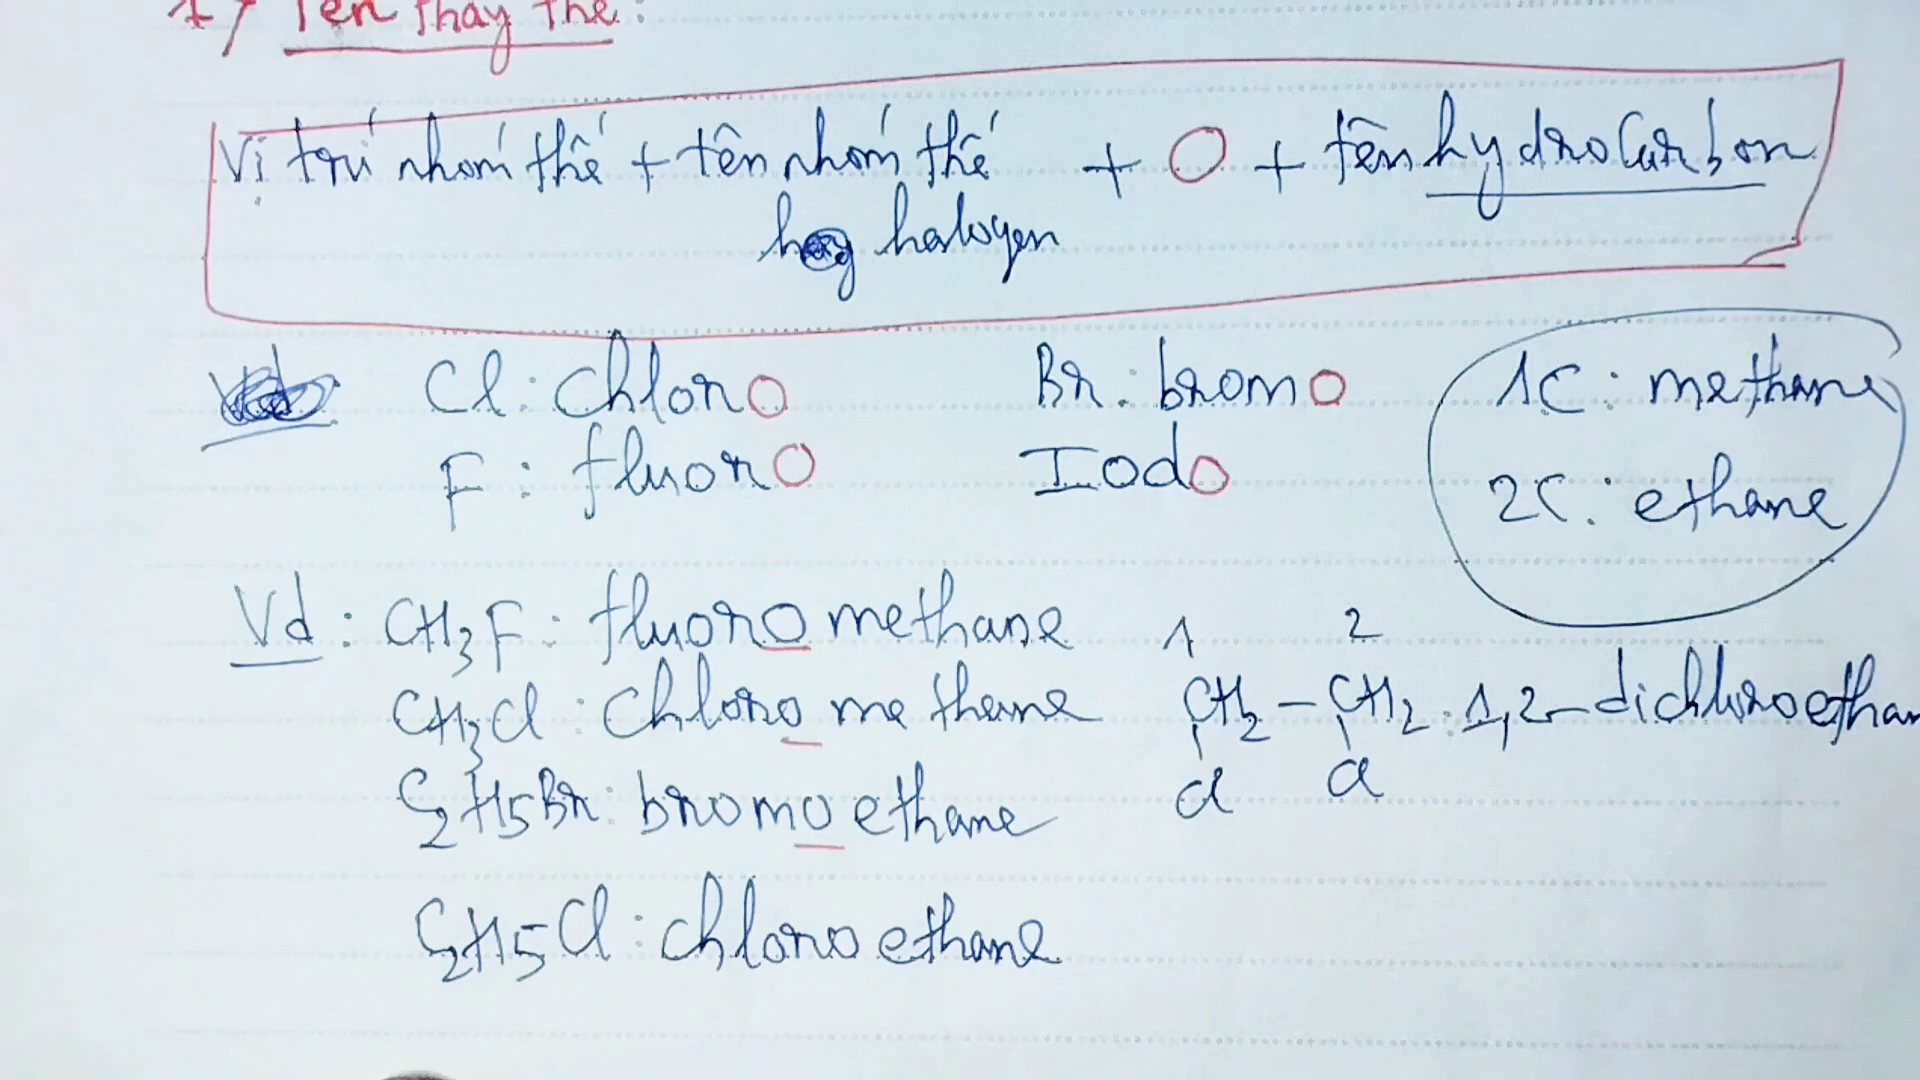 1) Tên thay thế:
Vị trí nhóm thế + tên nhóm thế + O + tên hydrocarbon
hay halogen
Cl: chloro Br: bromo 1C: methane
F: fluoro Iodo 2C: ethane
Vd: CH3F: fluoromethane 1 2
CH3Cl: chloromethane CH2 - CH2: 1,2-dichloroethan
C2H5Br: bromoethane Cl Cl
C2H5Cl: chloroethane